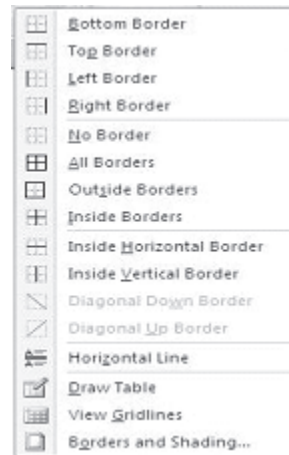 Bottom Border
Top Border
Left Border
Right Border
No Border
All Borders
Outside Borders
Inside Borders
Inside Horizontal Border
Inside Vertical Border
Diagonal Down Border
Diagonal Up Border
Horizontal Line
Draw Table
View Gridlines
Borders and Shading...